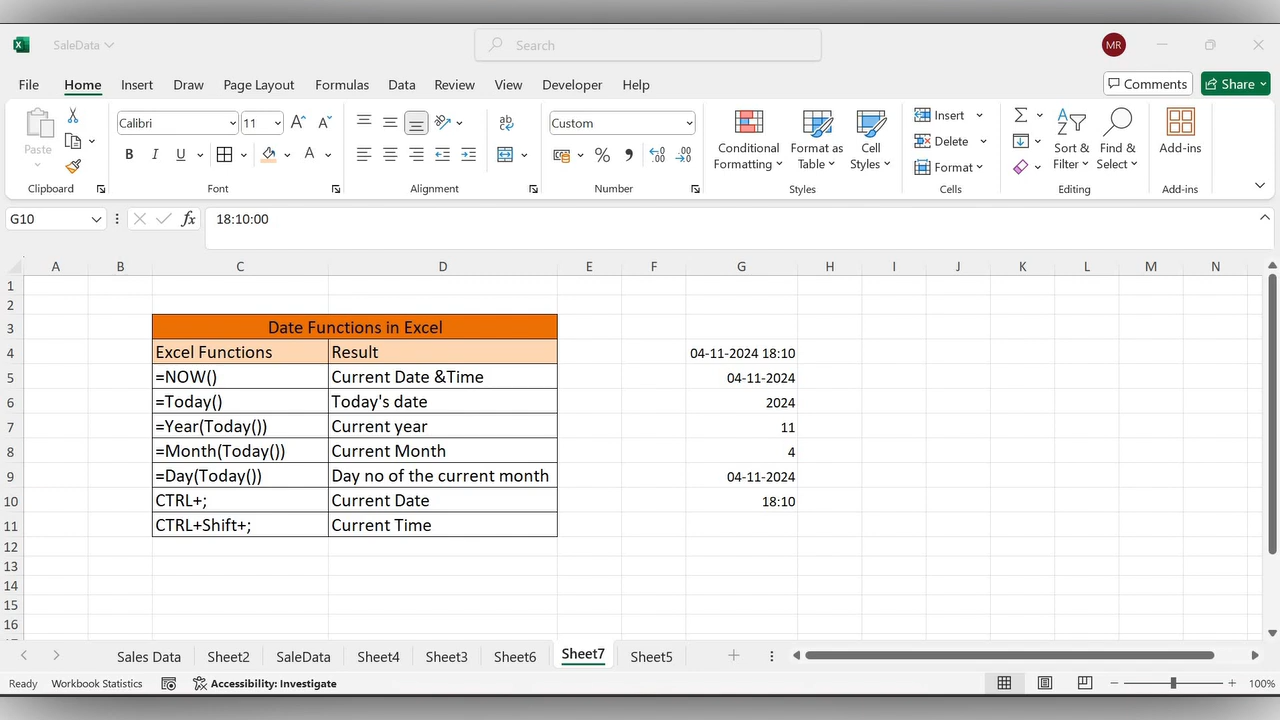 SaleData
Search
MR
File Home Insert Draw Page Layout Formulas Data Review View Developer Help
Comments Share
Calibri 11
Custom
Paste
B I U
A
Conditional Formatting
Format as Table
Cell Styles
Insert
Delete
Format
Sort & Filter
Find & Select
Add-ins
Clipboard Font Alignment Number Styles Cells Editing Add-ins
G10 fx 18:10:00
A B C D E F G H I J K L M N
1
2
3 Date Functions in Excel
4 Excel Functions Result 04-11-2024 18:10
5 =NOW() Current Date &Time 04-11-2024
6 =Today() Today's date 2024
7 =Year(Today()) Current year 11
8 =Month(Today()) Current Month 4
9 =Day(Today()) Day no of the current month 04-11-2024
10 CTRL+; Current Date 18:10
11 CTRL+Shift+; Current Time
12
13
14
15
16
Sales Data Sheet2 SaleData Sheet4 Sheet3 Sheet6 Sheet7 Sheet5
Ready Workbook Statistics Accessibility: Investigate 100%